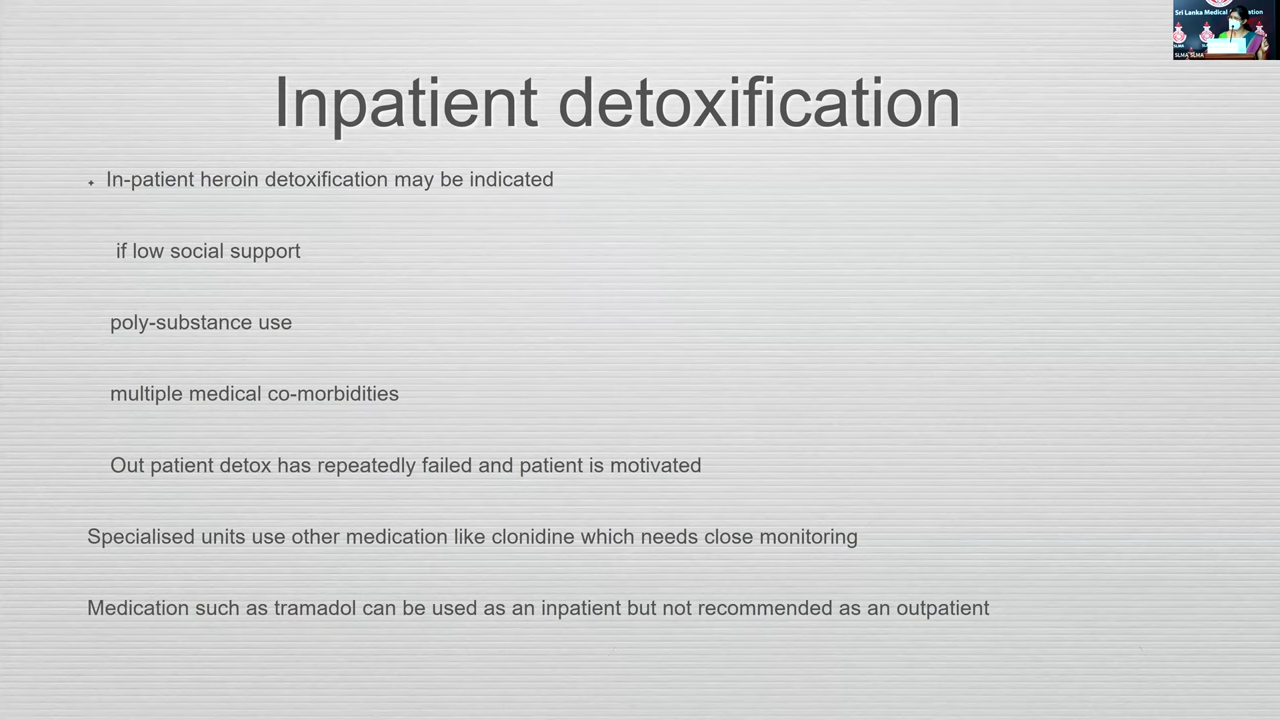 Sri Lanka Medical
SLMA
SLMA SLMA
Inpatient detoxification
In-patient heroin detoxification may be indicated
if low social support
poly-substance use
multiple medical co-morbidities
Out patient detox has repeatedly failed and patient is motivated
Specialised units use other medication like clonidine which needs close monitoring
Medication such as tramadol can be used as an inpatient but not recommended as an outpatient